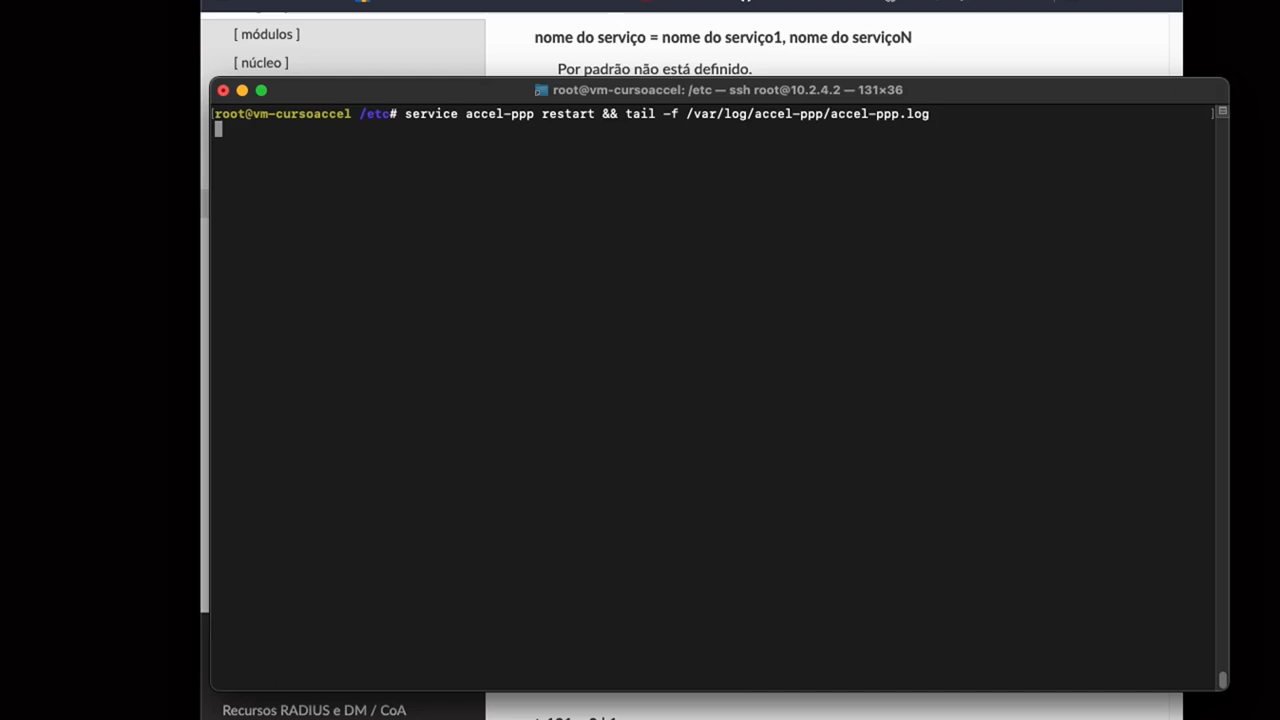 [ módulos ]
[ núcleo ]
nome do serviço = nome do serviço1, nome do serviçoN
Por padrão não está definido.
root@vm-cursoaccel: /etc — ssh root@10.2.4.2 — 131×36
[root@vm-cursoaccel /etc# service accel-ppp restart && tail -f /var/log/accel-ppp/accel-ppp.log ]
Recursos RADIUS e DM / CoA